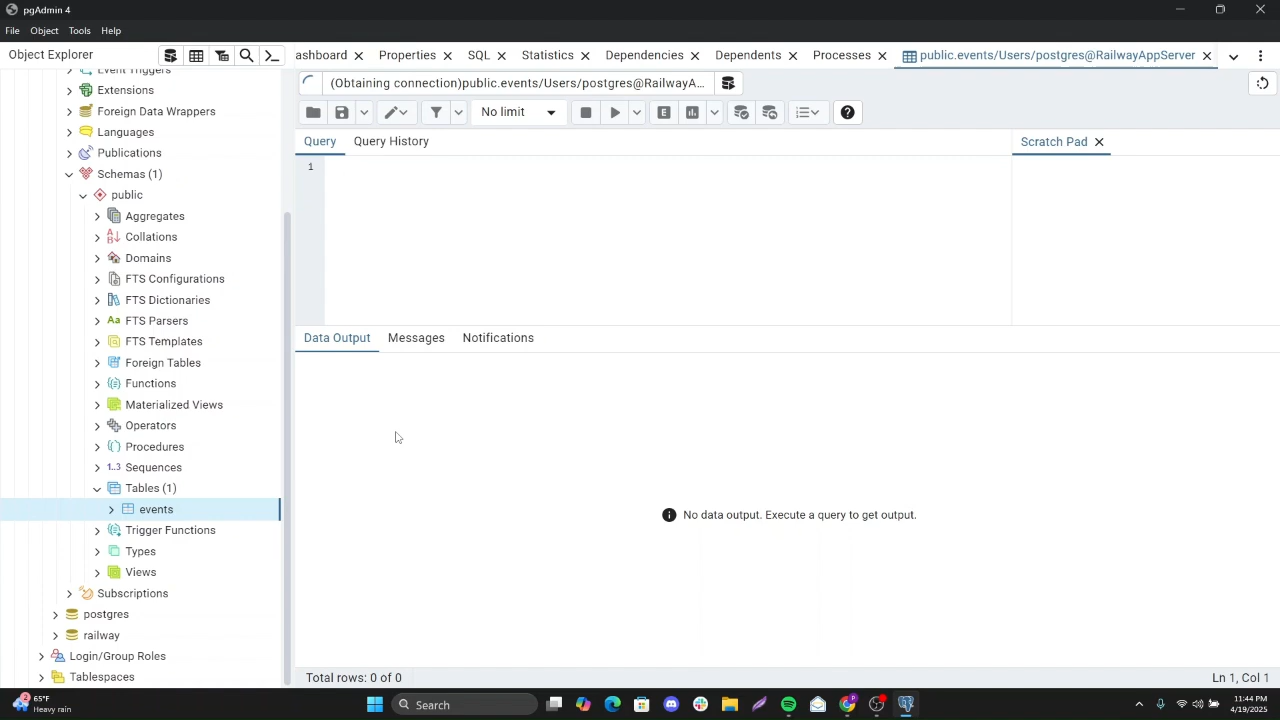 pgAdmin 4
File Object Tools Help
Object Explorer
ashboard Properties SQL Statistics Dependencies Dependents Processes public.events/Users/postgres@RailwayAppServer
(Obtaining connection)public.events/Users/postgres@RailwayA...
No limit
E
Query Query History
Scratch Pad
1
Event Triggers
Extensions
Foreign Data Wrappers
Languages
Publications
Schemas (1)
public
Aggregates
Collations
Domains
FTS Configurations
FTS Dictionaries
Aa FTS Parsers
FTS Templates
Foreign Tables
Functions
Materialized Views
Operators
Procedures
1..3 Sequences
Tables (1)
events
Trigger Functions
Types
Views
Subscriptions
postgres
railway
Login/Group Roles
Tablespaces
Data Output Messages Notifications
No data output. Execute a query to get output.
Total rows: 0 of 0
Ln 1, Col 1
2
65°F
Heavy rain
Search
11:44 PM
4/19/2025